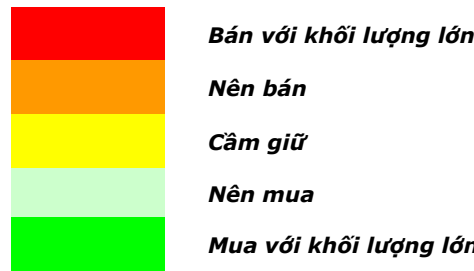 Bán với khối lượng lớn
Nên bán
Cầm giữ
Nên mua
Mua với khối lượng lớn